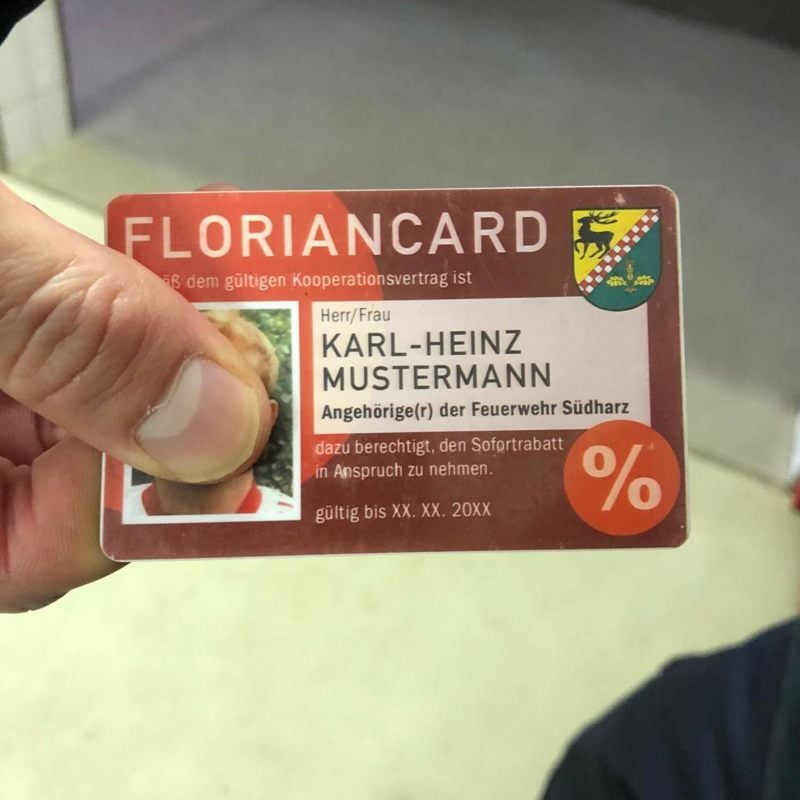 FLORIANCARD
dem gültigen Kooperationsvertrag ist
Herr/Frau
KARL-HEINZ
MUSTERMANN
Angehörige(r) der Feuerwehr Südharz
dazu berechtigt, den Sofortrabatt
in Anspruch zu nehmen.
%
gültig bis XX. XX. 20XX